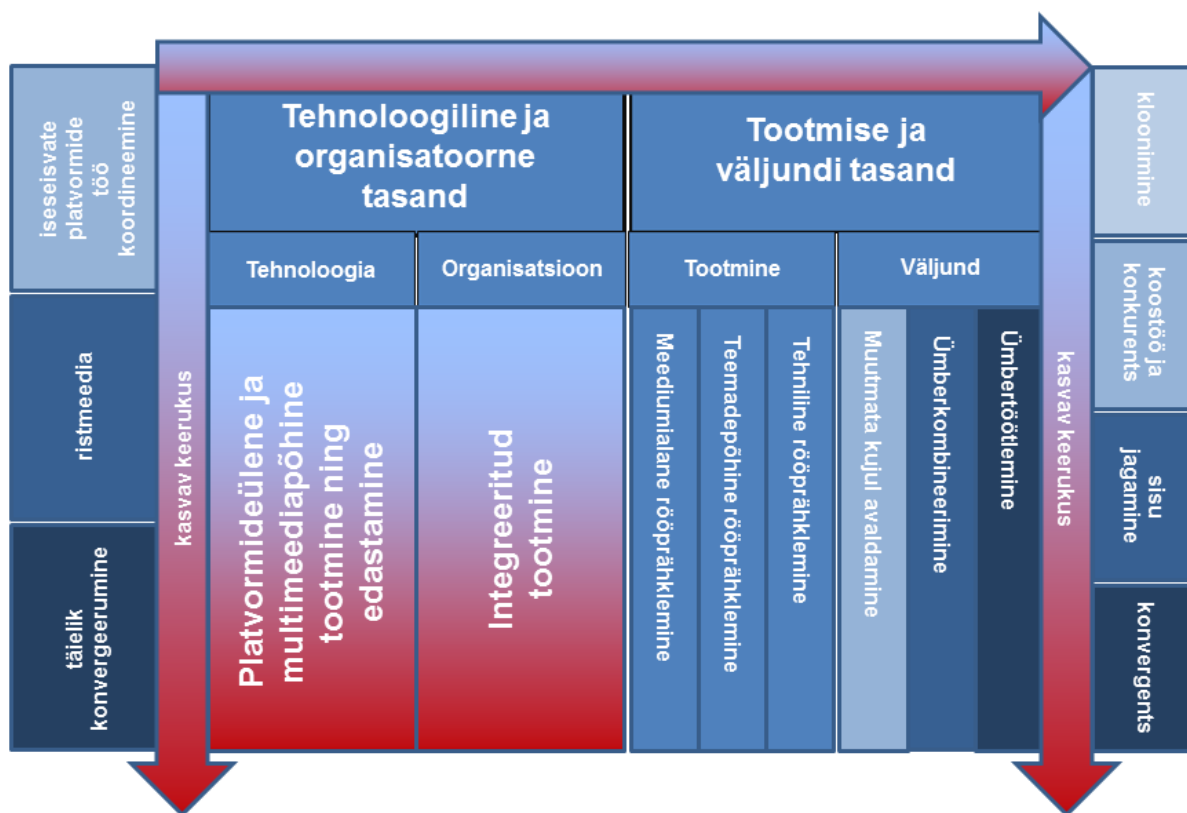 iseseisvate
platvormide
töö
koordineemine
ristmeedia
täielik
konvergeerumine
kasvav keerukus
Tehnoloogiline ja
organisatoorne
tasand
Tootmise ja
väljundi tasand
Tehnoloogia
Organisatsioon
Tootmine
Väljund
Platvormideülene ja
multimeediapõhine
tootmine ning
edastamine
Integreeritud
tootmine
Meediumialane rööprähklemine
Teemadepõhine rööprähklemine
Tehniline rööprähklemine
Muutmata kujul avaldamine
Ümberkombineerimine
Ümbertöötlemine
kasvav keerukus
kloonimine
koostöö ja
konkurents
sisu
jagamine
konvergents